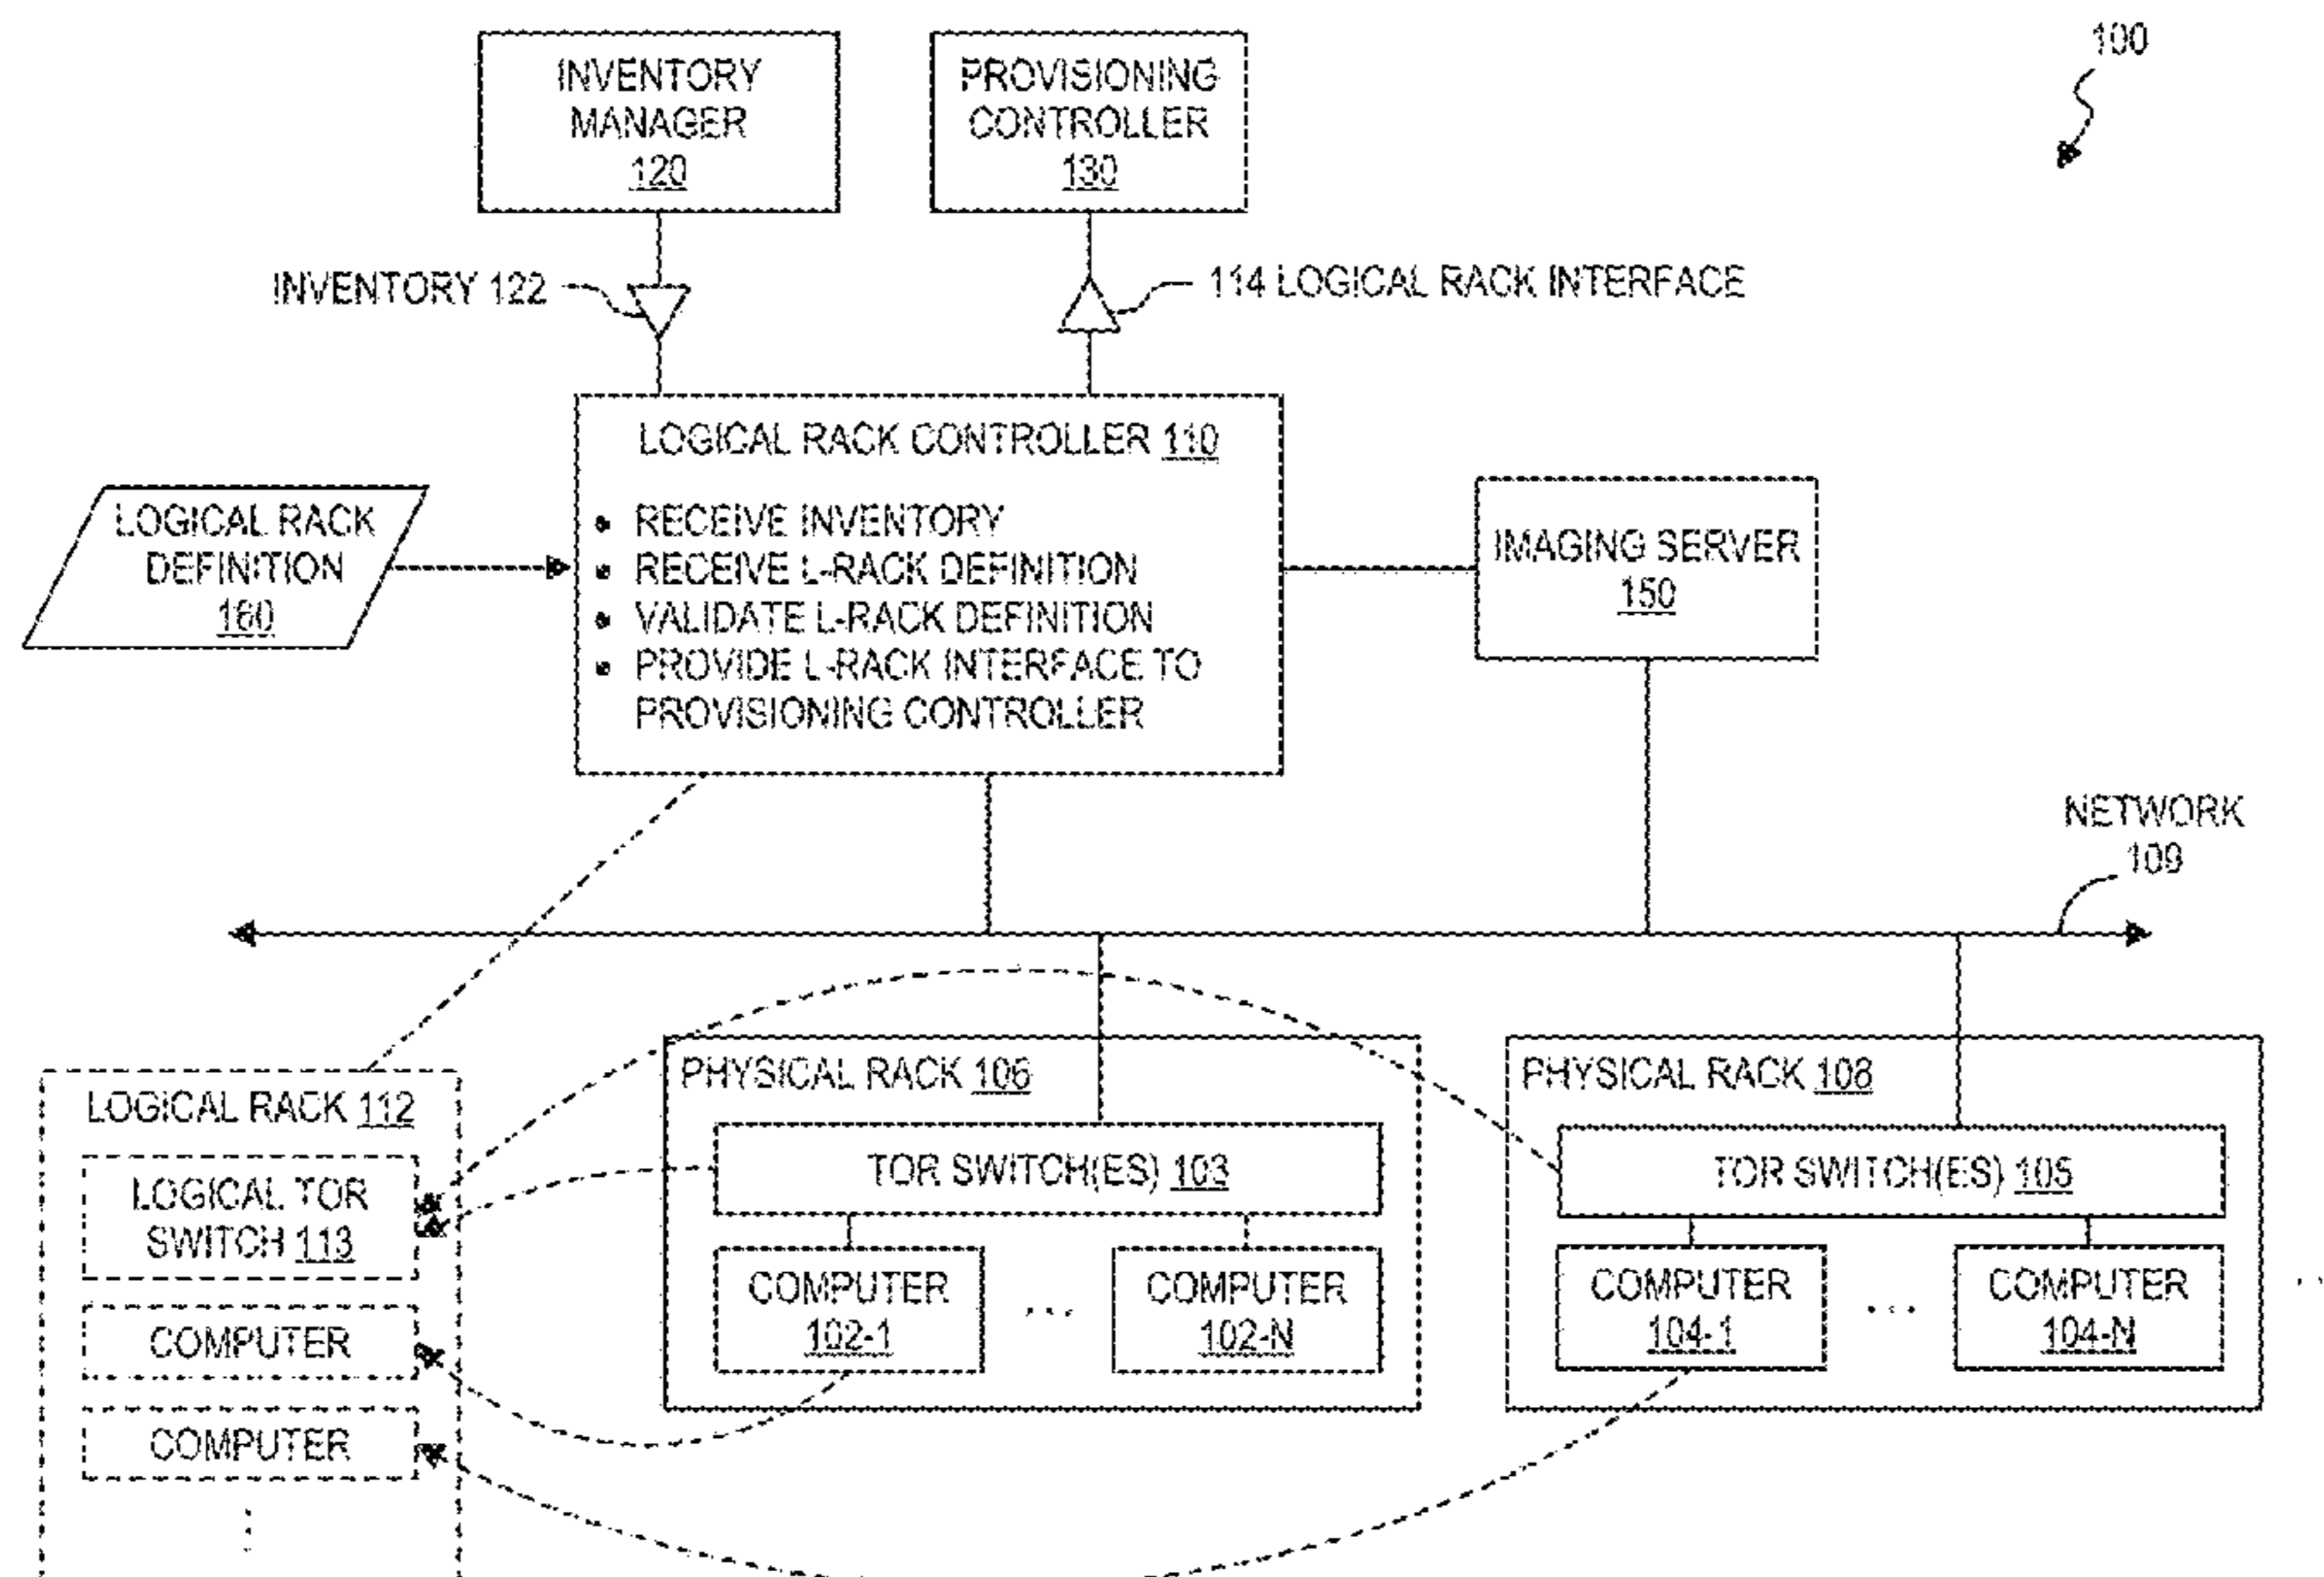 100
INVENTORY
MANAGER
120
PROVISIONING
CONTROLLER
130
INVENTORY 122
114 LOGICAL RACK INTERFACE
LOGICAL RACK CONTROLLER 110
• RECEIVE INVENTORY
• RECEIVE L-RACK DEFINITION
• VALIDATE L-RACK DEFINITION
• PROVIDE L-RACK INTERFACE TO
PROVISIONING CONTROLLER
LOGICAL RACK
DEFINITION
160
IMAGING SERVER
150
NETWORK
109
LOGICAL RACK 112
LOGICAL TOR
SWITCH 113
COMPUTER
COMPUTER
⋮
PHYSICAL RACK 106
TOR SWITCH(ES) 103
COMPUTER
102-1
...
COMPUTER
102-N
PHYSICAL RACK 108
TOR SWITCH(ES) 105
COMPUTER
104-1
...
COMPUTER
104-N
...